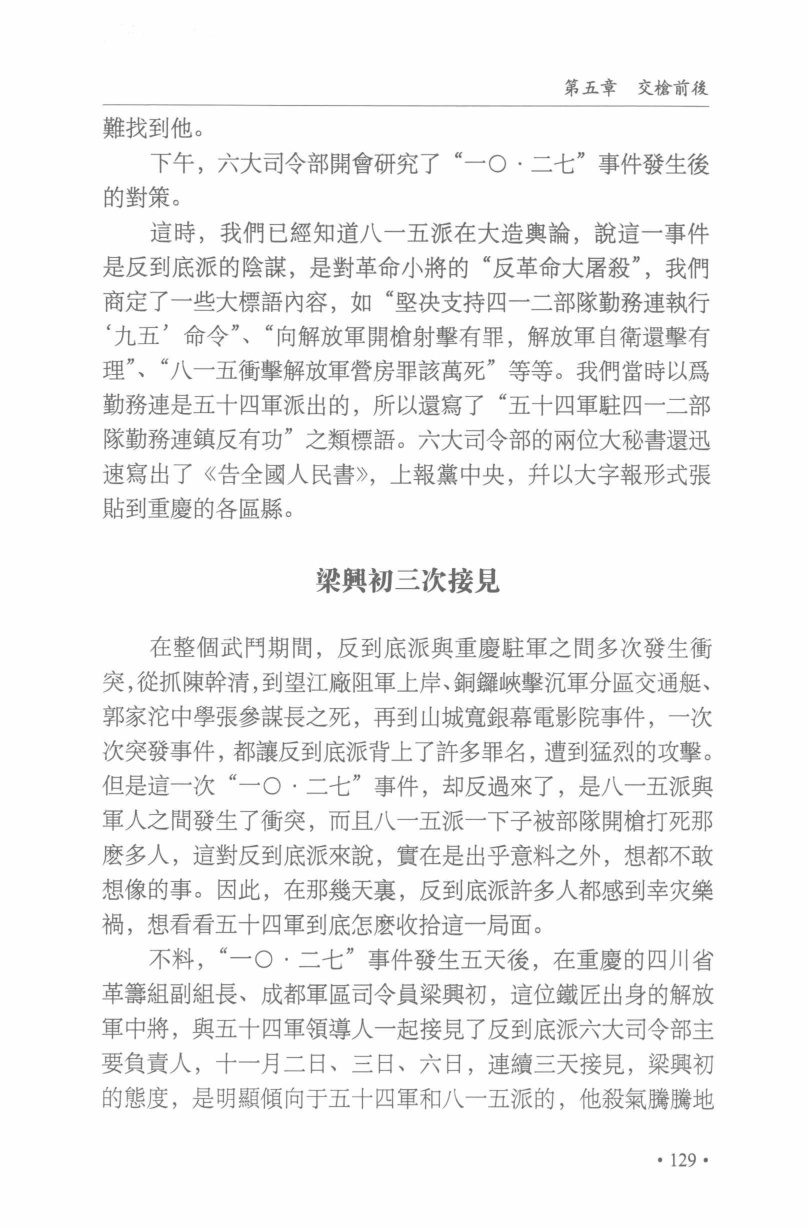 第五章　交槍前後
難找到他。
下午，六大司令部開會研究了“一〇·二七”事件發生後
的對策。
這時，我們已經知道八一五派在大造輿論，說這一事件
是反到底派的陰謀，是對革命小將的“反革命大屠殺”，我們
商定了一些大標語內容，如“堅決支持四一二部隊勤務連執行
‘九五’命令”、“向解放軍開槍射擊有罪，解放軍自衛還擊有
理”、“八一五衝擊解放軍營房罪該萬死”等等。我們當時以爲
勤務連是五十四軍派出的，所以還寫了“五十四軍駐四一二部
隊勤務連鎮反有功”之類標語。六大司令部的兩位大秘書還迅
速寫出了《告全國人民書》，上報黨中央，幷以大字報形式張
貼到重慶的各區縣。
梁興初三次接見
在整個武鬥期間，反到底派與重慶駐軍之間多次發生衝
突，從抓陳幹清，到望江廠阻軍上岸、銅鑼峽擊沉軍分區交通艇、
郭家沱中學張參謀長之死，再到山城寬銀幕電影院事件，一次
次突發事件，都讓反到底派背上了許多罪名，遭到猛烈的攻擊。
但是這一次“一〇·二七”事件，却反過來了，是八一五派與
軍人之間發生了衝突，而且八一五派一下子被部隊開槍打死那
麽多人，這對反到底派來說，實在是出乎意料之外，想都不敢
想像的事。因此，在那幾天裏，反到底派許多人都感到幸灾樂
禍，想看看五十四軍到底怎麽收拾這一局面。
不料，“一〇·二七”事件發生五天後，在重慶的四川省
革籌組副組長、成都軍區司令員梁興初，這位鐵匠出身的解放
軍中將，與五十四軍領導人一起接見了反到底派六大司令部主
要負責人，十一月二日、三日、六日，連續三天接見，梁興初
的態度，是明顯傾向于五十四軍和八一五派的，他殺氣騰騰地
·129·